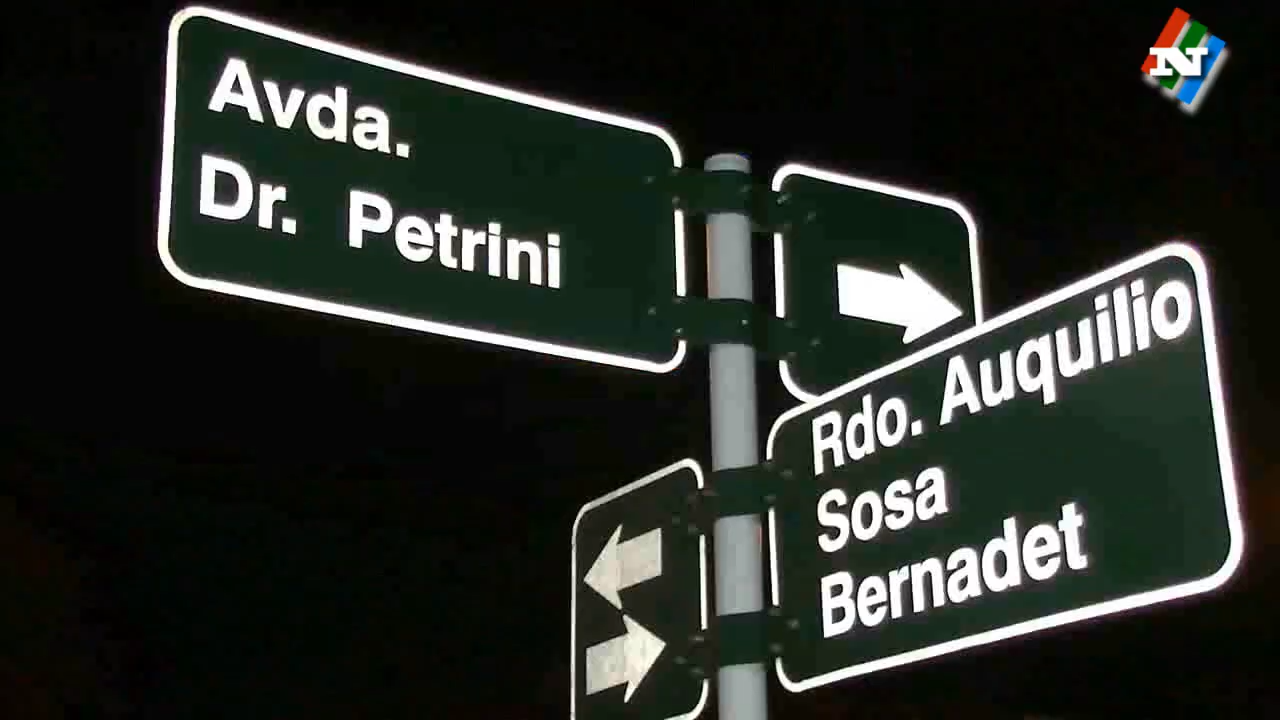 Avda.
Dr. Petrini
Rdo. Auquilio
Sosa
Bernadet
N